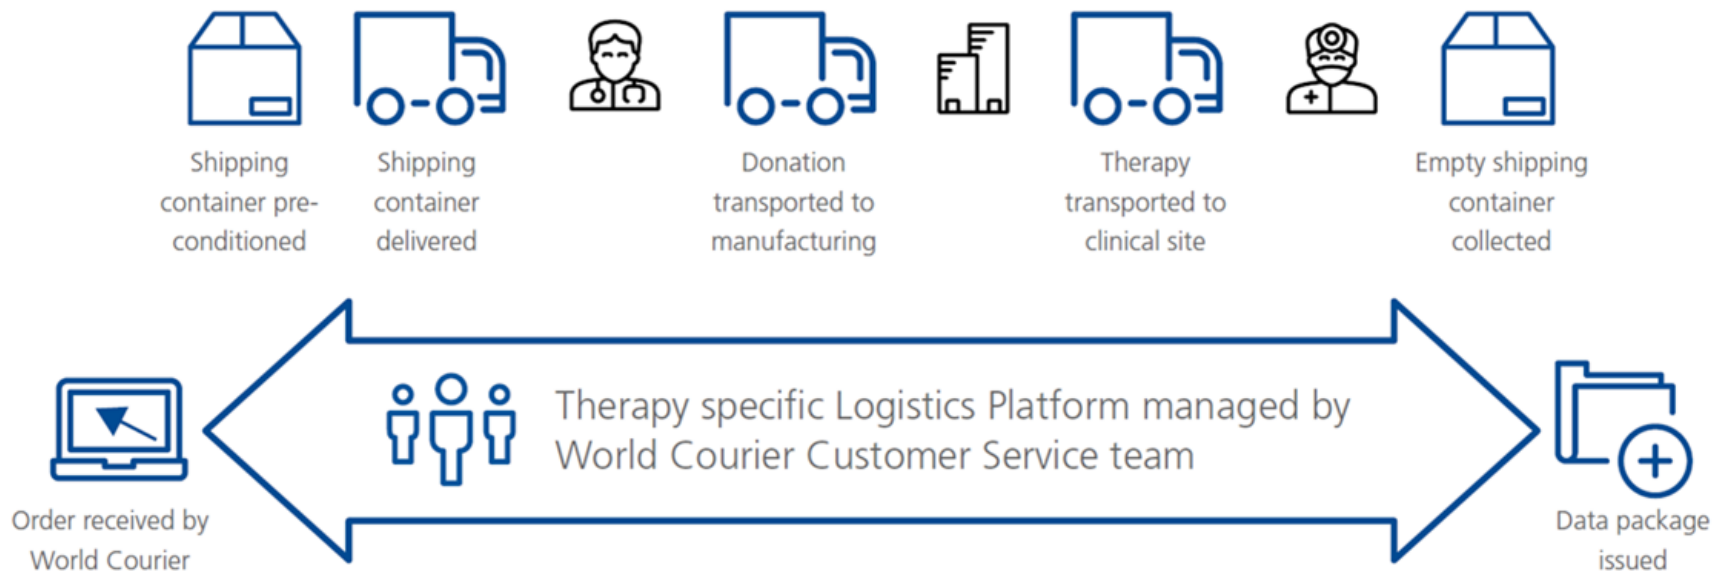 Shipping
container pre-
conditioned
Shipping
container
delivered
Donation
transported to
manufacturing
Therapy
transported to
clinical site
Empty shipping
container
collected
Therapy specific Logistics Platform managed by
World Courier Customer Service team
Order received by
World Courier
Data package
issued